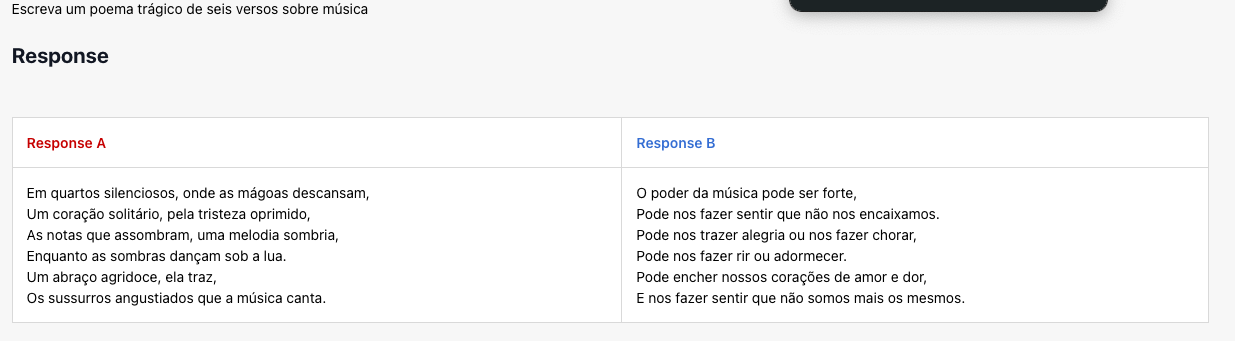 Escreva um poema trágico de seis versos sobre música
Response
Response A
Response B
Em quartos silenciosos, onde as mágoas descansam,
Um coração solitário, pela tristeza oprimido,
As notas que assombram, uma melodia sombria,
Enquanto as sombras dançam sob a lua.
Um abraço agridoce, ela traz,
Os sussurros angustiados que a música canta.
O poder da música pode ser forte,
Pode nos fazer sentir que não nos encaixamos.
Pode nos trazer alegria ou nos fazer chorar,
Pode nos fazer rir ou adormecer.
Pode encher nossos corações de amor e dor,
E nos fazer sentir que não somos mais os mesmos.